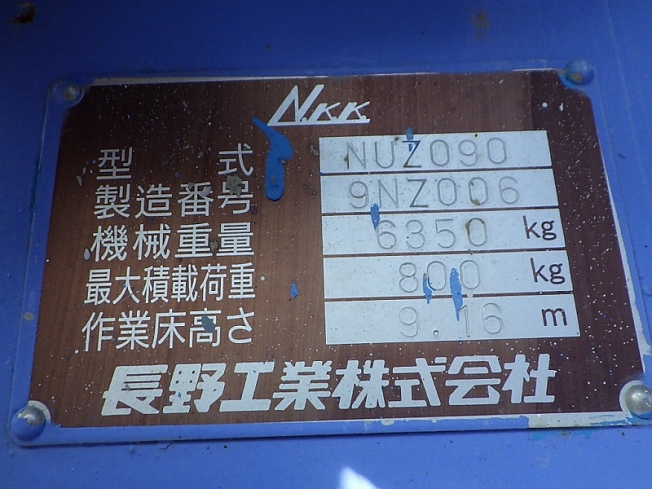 N.K.K
型式 NUZ090
製造番号 9NZ006
機械重量 6350 kg
最大積載荷重 800 kg
作業床高さ 9.16 m
長野工業株式会社